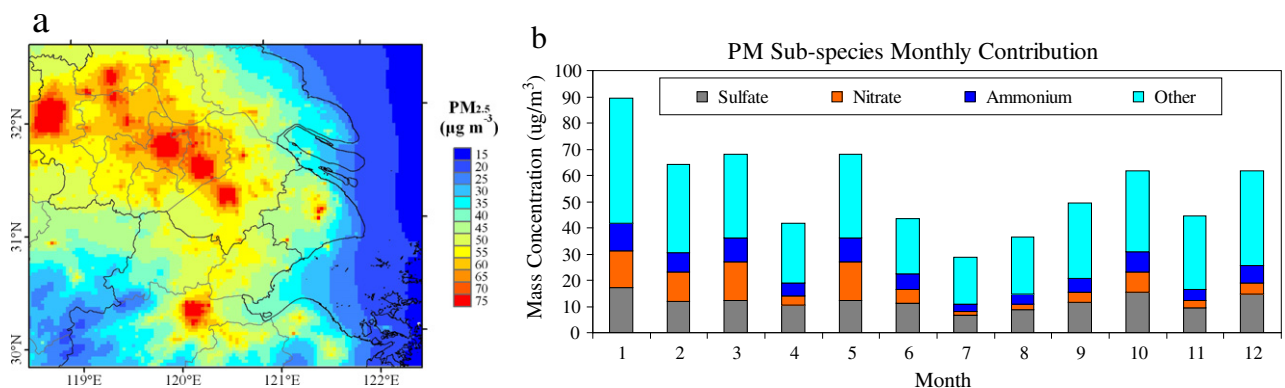 a
32°N
31°N
30°N
119°E 120°E 121°E 122°E
PM2.5
(μg m-3)
15
20
25
30
35
40
45
50
55
60
65
70
75
b
PM Sub-species Monthly Contribution
Sulfate Nitrate Ammonium Other
Mass Concentration (ug/m3)
100
90
80
70
60
50
40
30
20
10
0
1 2 3 4 5 6 7 8 9 10 11 12
Month